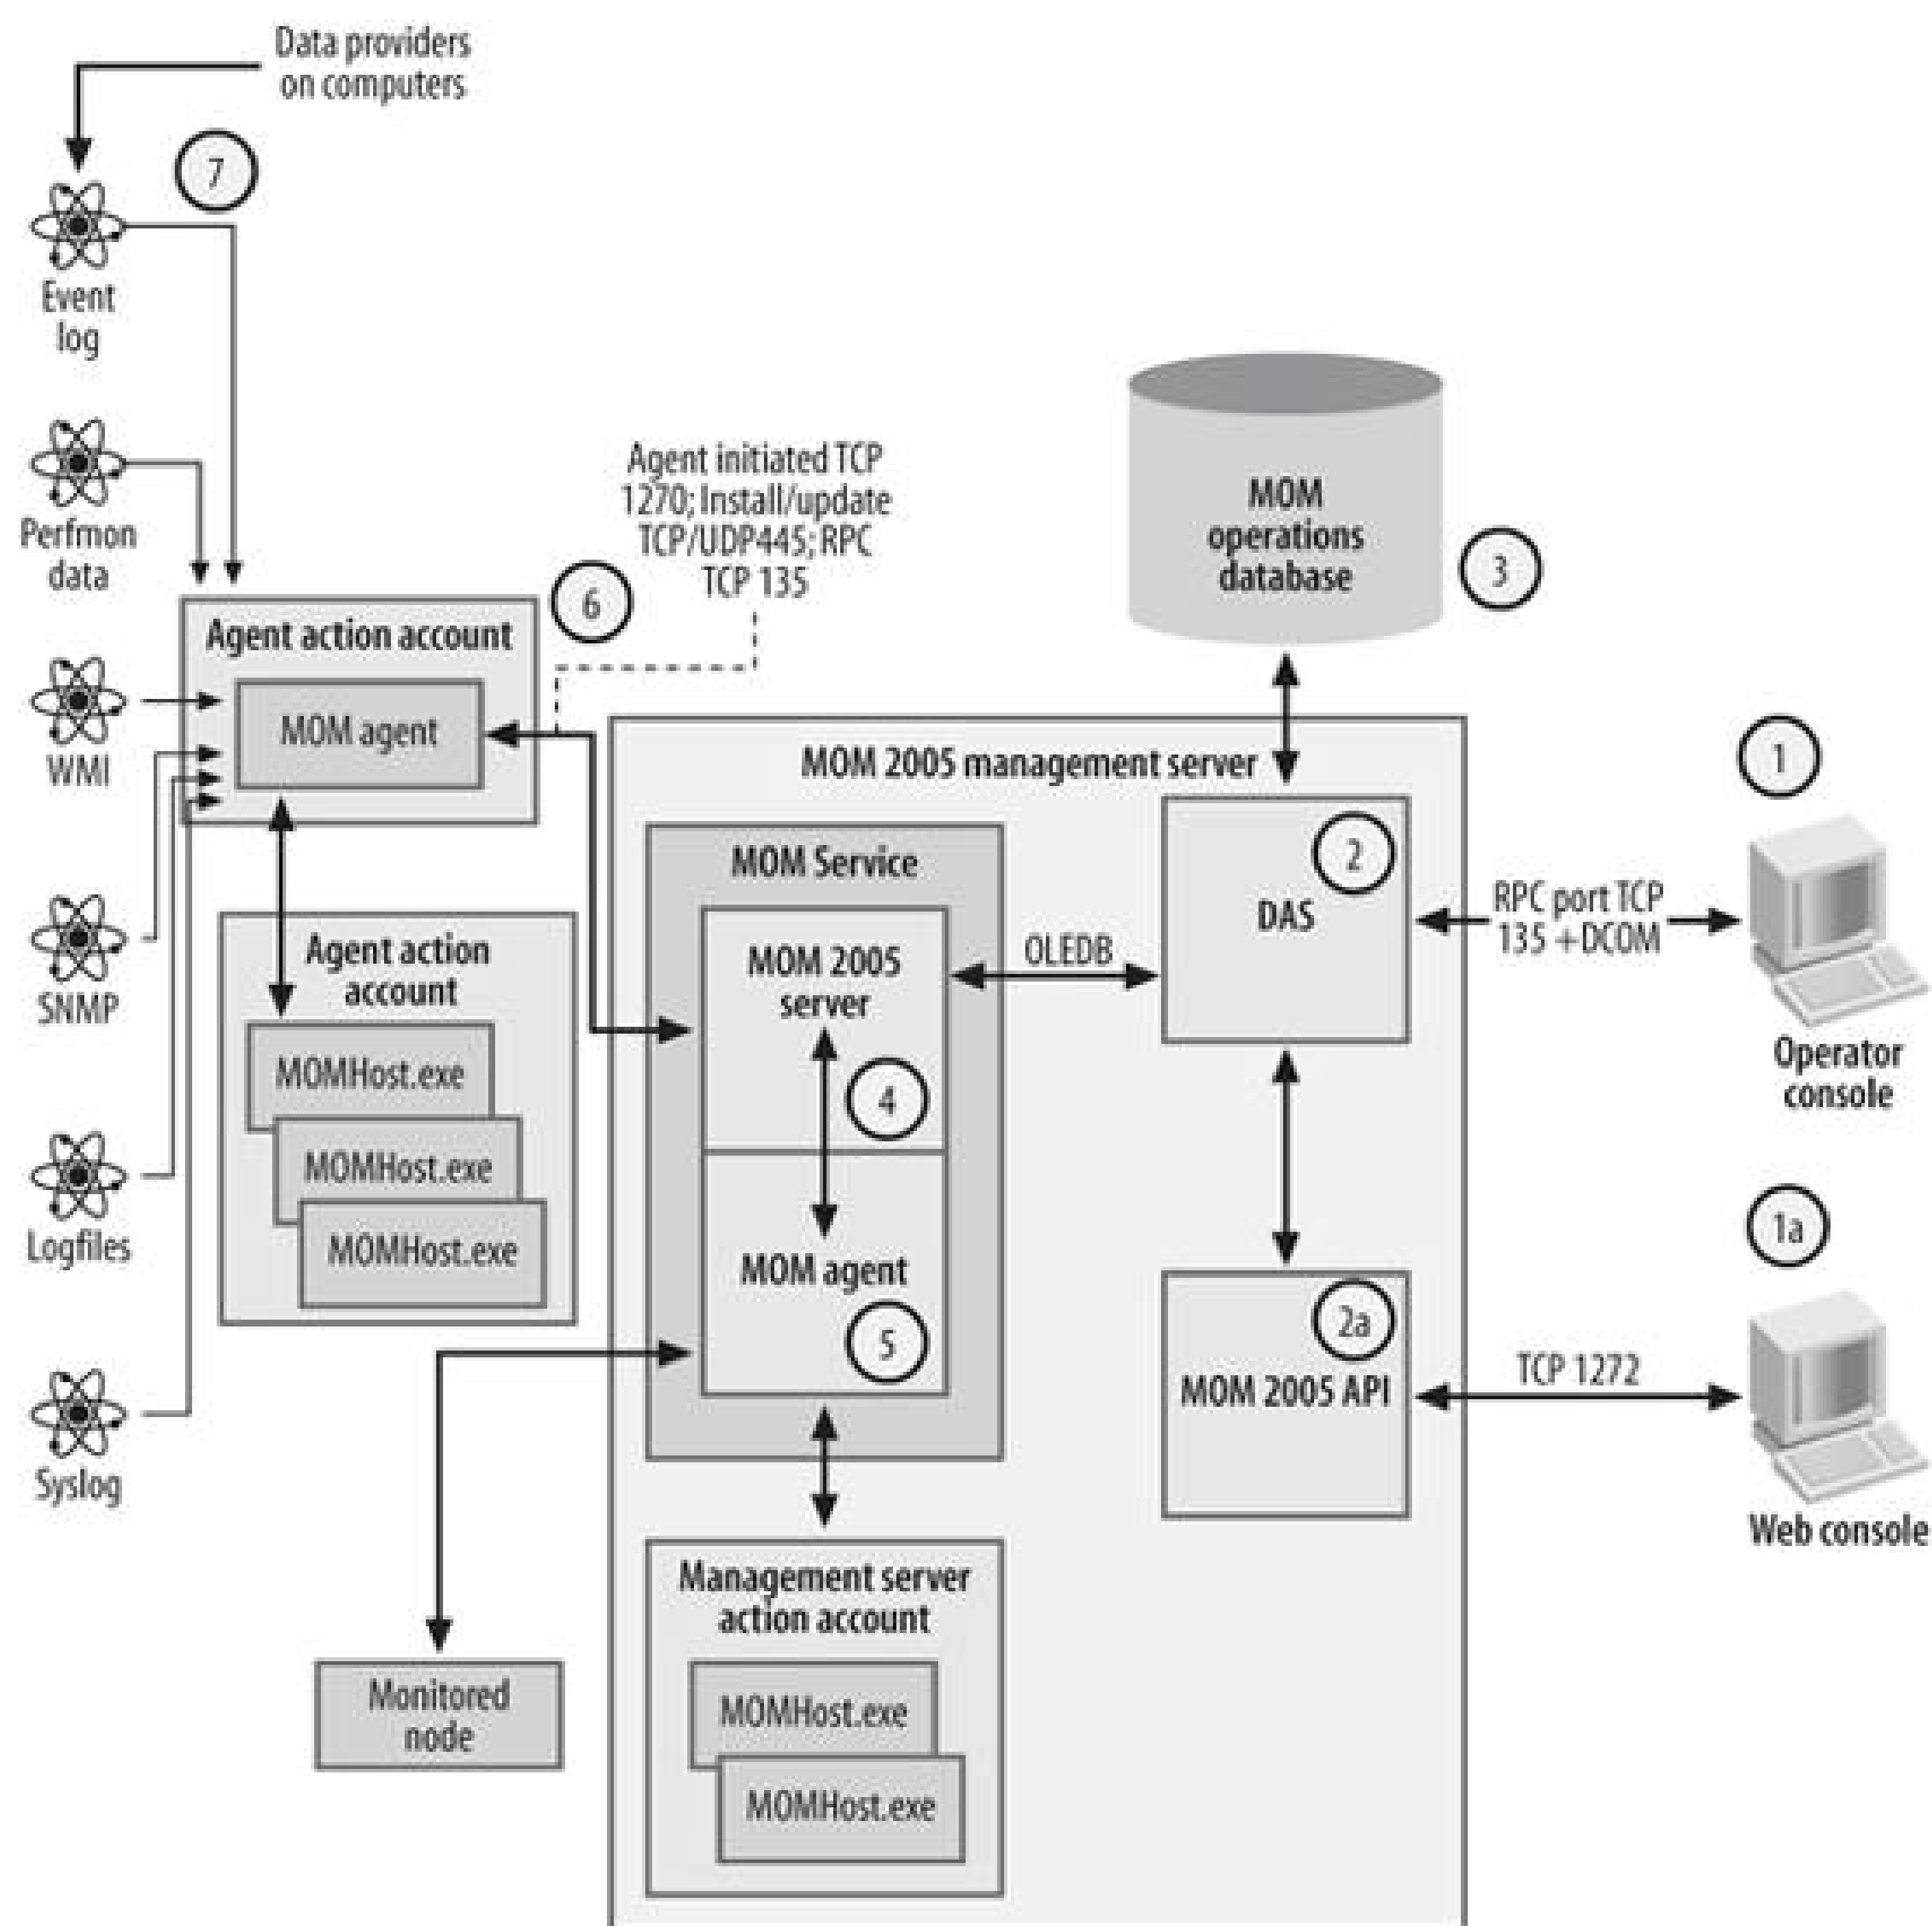 Data providers
on computers
7
Event
log
Perfmon
data
Agent initiated TCP
1270; Install/update
TCP/UDP445; RPC
TCP 135
6
MOM
operations
database
3
Agent action account
MOM agent
WMI
MOM 2005 management server
1
MOM Service
2
DAS
RPC port TCP
135 +DCOM
Operator
console
OLEDB
MOM 2005
server
4
Agent action
account
SNMP
MOMHost.exe
MOMHost.exe
MOMHost.exe
Logfiles
MOM agent
5
1a
2a
MOM 2005 API
TCP 1272
Web console
Syslog
Management server
action account
MOMHost.exe
MOMHost.exe
Monitored
node